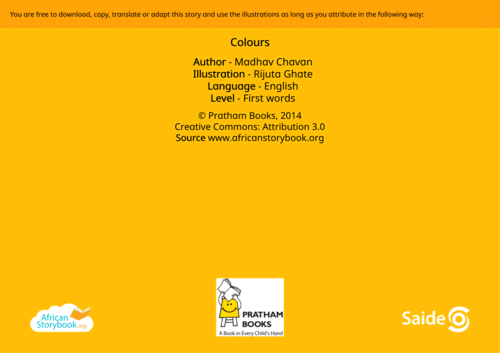 You are free to download, copy, translate or adapt this story and use the illustrations as long as you attribute in the following way:
Colours
Author - Madhav Chavan
Illustration - Rijuta Ghate
Language - English
Level - First words
© Pratham Books, 2014
Creative Commons: Attribution 3.0
Source www.africanstorybook.org
African
Storybook.org
PRATHAM
BOOKS
A Book in Every Child's Hand
Saide